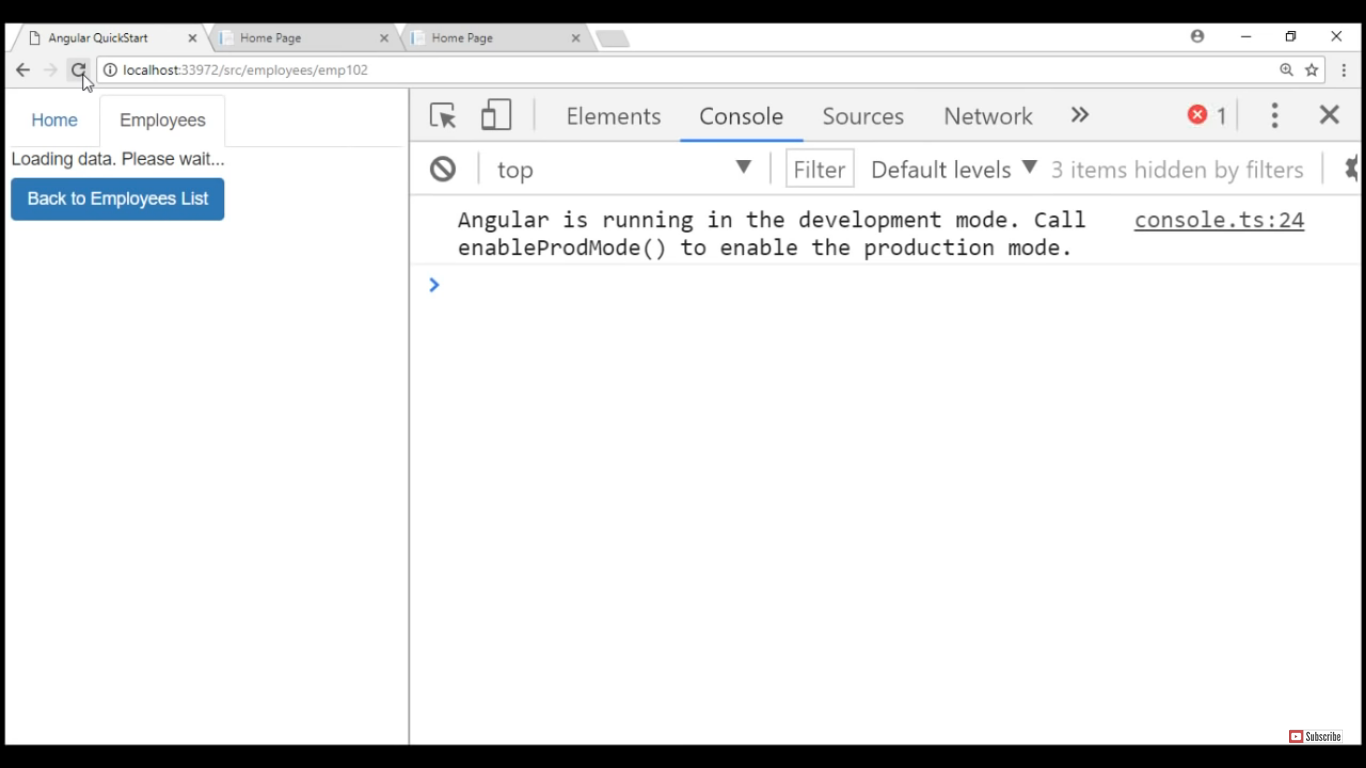 Angular QuickStart
Home Page
Home Page
localhost:33972/src/employees/emp102
Home
Employees
Loading data. Please wait...
Back to Employees List
Elements
Console
Sources
Network
1
top
Filter
Default levels
3 items hidden by filters
Angular is running in the development mode. Call
console.ts:24
enableProdMode() to enable the production mode.
Subscribe